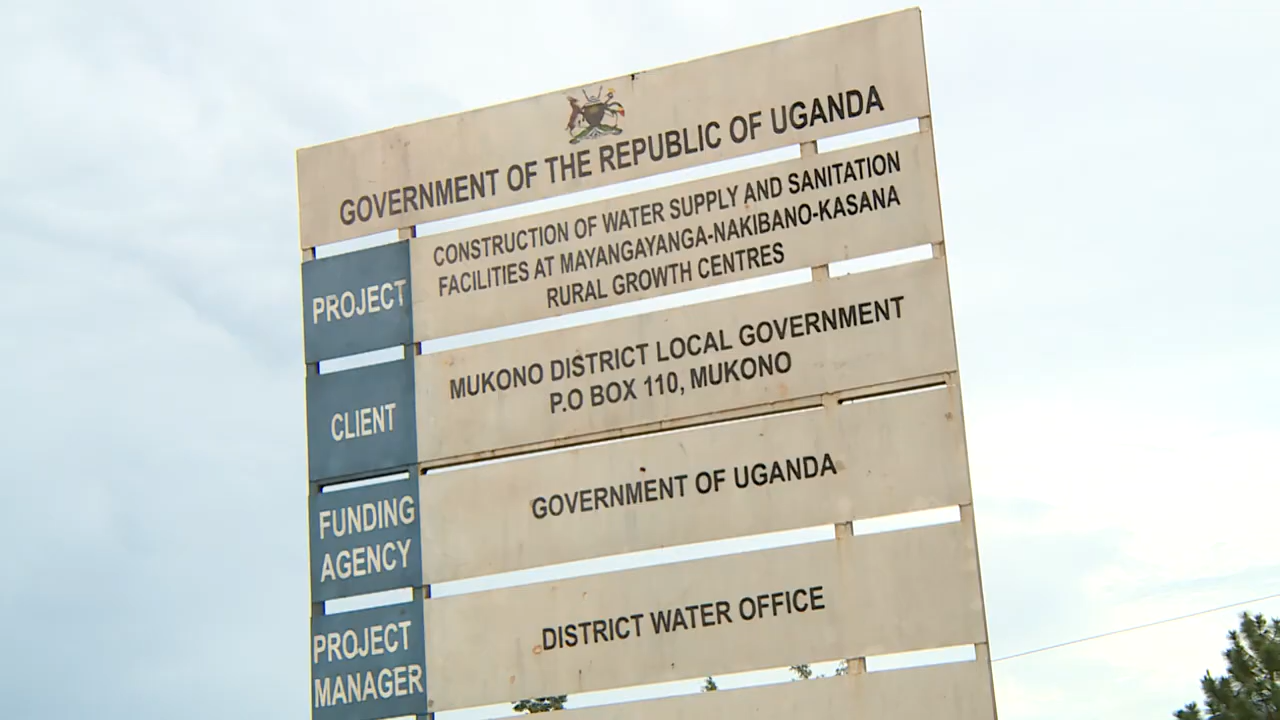 GOVERNMENT OF THE REPUBLIC OF UGANDA
PROJECT
CONSTRUCTION OF WATER SUPPLY AND SANITATION
FACILITIES AT MAYANGAYANGA-NAKIBANO-KASANA
RURAL GROWTH CENTRES
CLIENT
MUKONO DISTRICT LOCAL GOVERNMENT
P.O BOX 110, MUKONO
FUNDING
AGENCY
GOVERNMENT OF UGANDA
PROJECT
MANAGER
DISTRICT WATER OFFICE